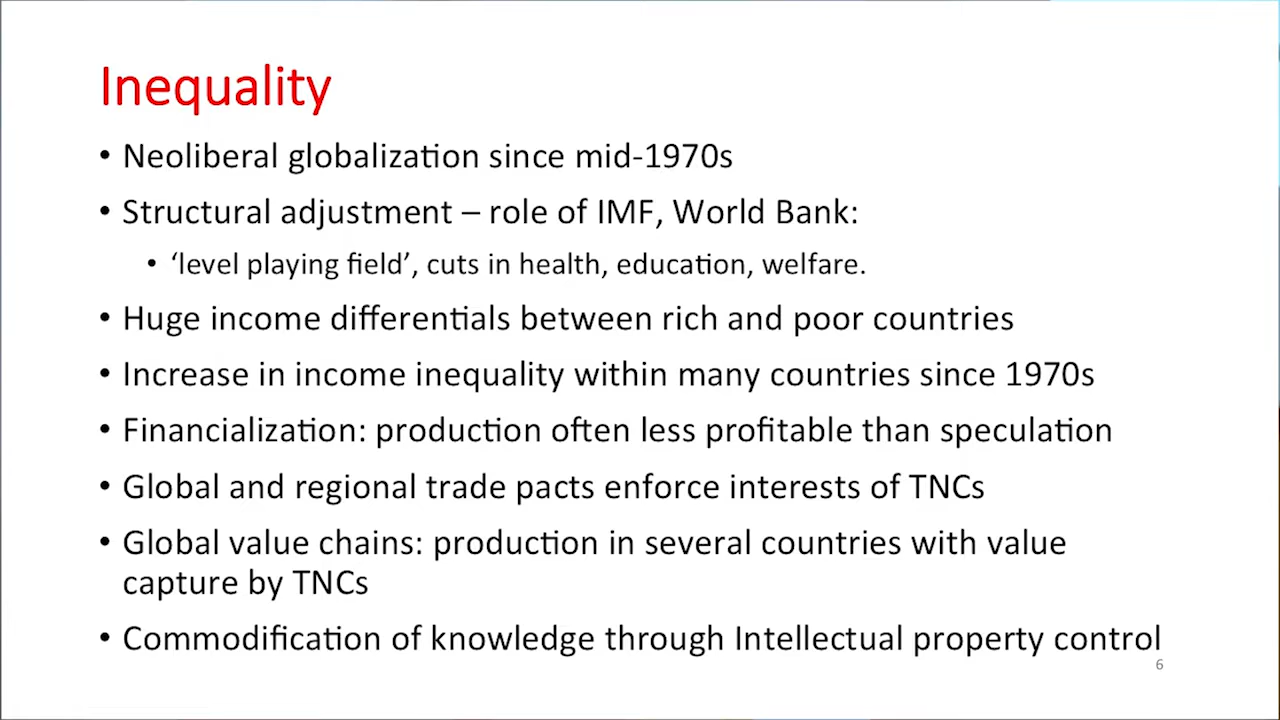 Inequality
• Neoliberal globalization since mid-1970s
• Structural adjustment – role of IMF, World Bank:
• ‘level playing field’, cuts in health, education, welfare.
• Huge income differentials between rich and poor countries
• Increase in income inequality within many countries since 1970s
• Financialization: production often less profitable than speculation
• Global and regional trade pacts enforce interests of TNCs
• Global value chains: production in several countries with value
capture by TNCs
• Commodification of knowledge through Intellectual property control
6